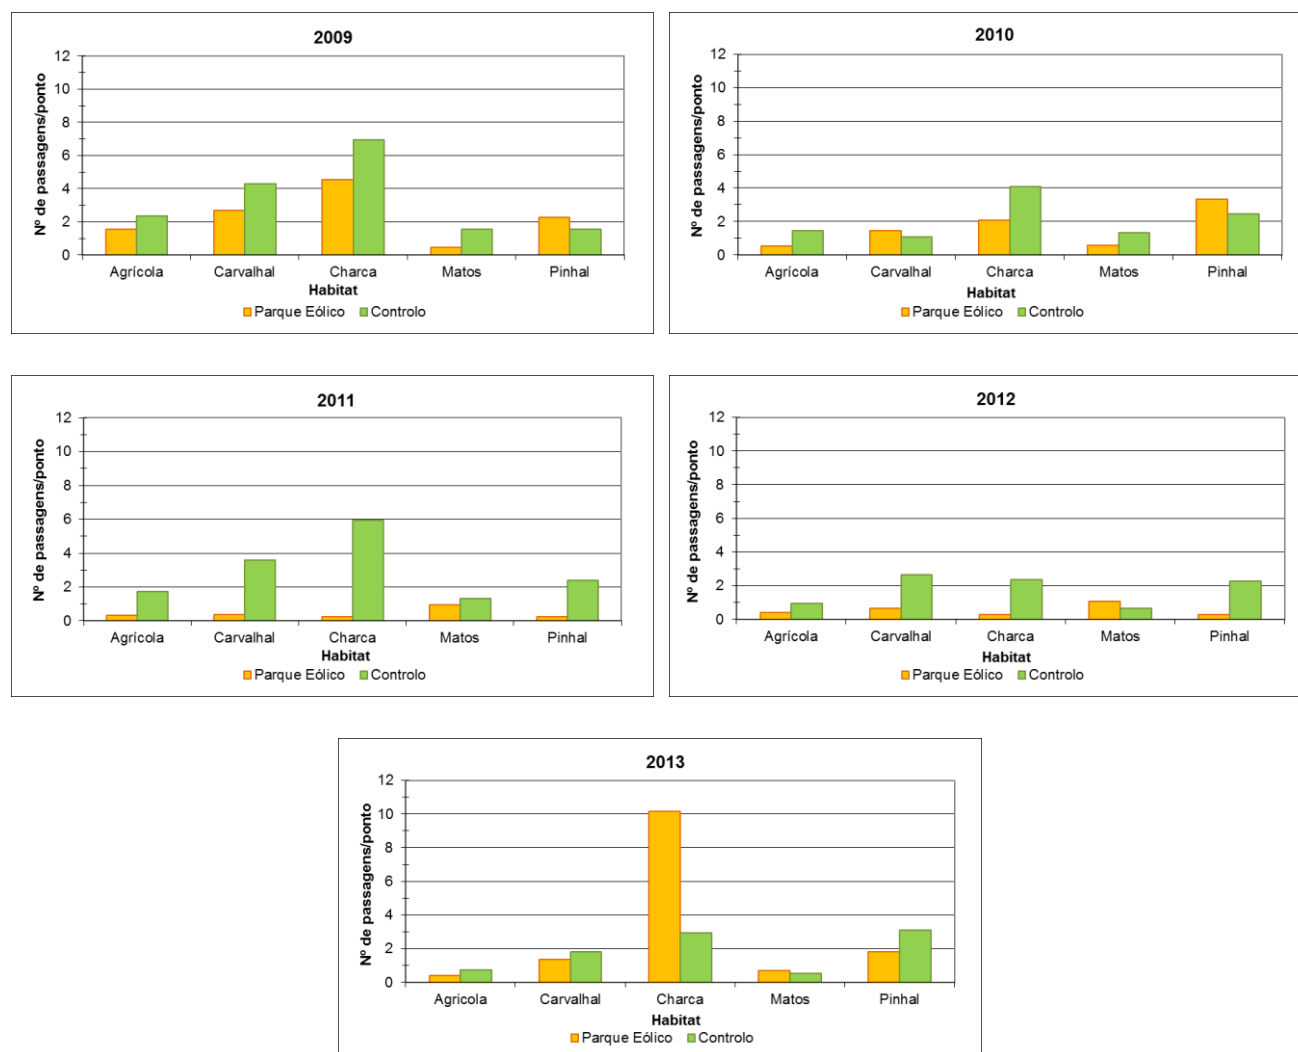 2009
Nº de passagens/ponto
12
10
8
6
4
2
0
Agrícola Carvalhal Charca Matos Pinhal
Habitat
Parque Eólico Controlo
2010
Nº de passagens/ponto
12
10
8
6
4
2
0
Agrícola Carvalhal Charca Matos Pinhal
Habitat
Parque Eólico Controlo
2011
Nº de passagens/ponto
12
10
8
6
4
2
0
Agrícola Carvalhal Charca Matos Pinhal
Habitat
Parque Eólico Controlo
2012
Nº de passagens/ponto
12
10
8
6
4
2
0
Agrícola Carvalhal Charca Matos Pinhal
Habitat
Parque Eólico Controlo
2013
Nº de passagens/ponto
12
10
8
6
4
2
0
Agricola Carvalhal Charca Matos Pinhal
Habitat
Parque Eólico Controlo